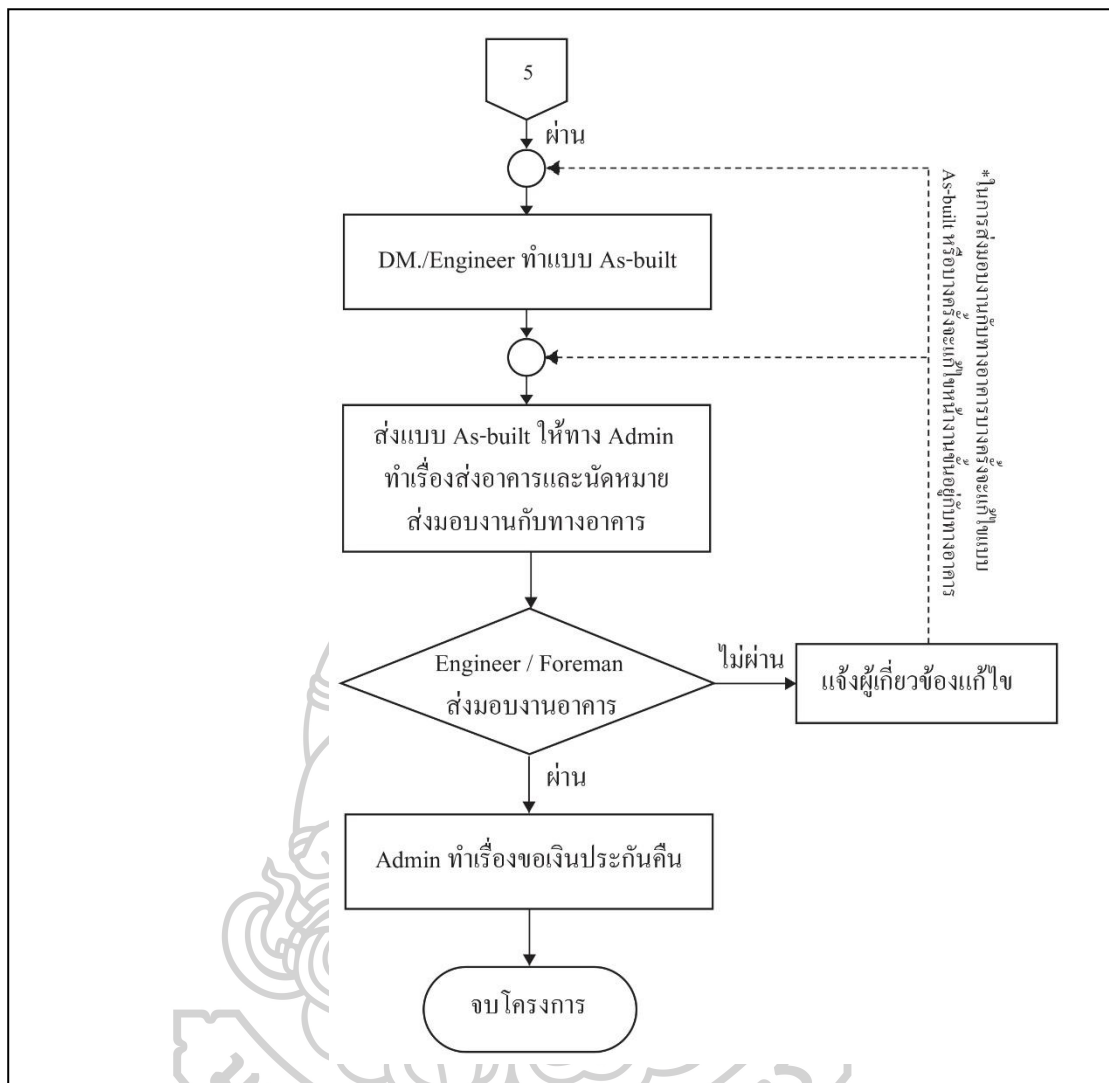 5
ผ่าน
DM./Engineer ทำแบบ As-built
ส่งแบบ As-built ให้ทาง Admin
ทำเรื่องส่งอาคารและนัดหมาย
ส่งมอบงานกับทางอาคาร
Engineer / Foreman
ส่งมอบงานอาคาร
ไม่ผ่าน
แจ้งผู้เกี่ยวข้องแก้ไข
*ในการส่งมอบงานกับทางอาคารบางครั้งจะแก้ไขแบบ
As-built หรือบางครั้งจะแก้ไขหน้างานขึ้นอยู่กับทางอาคาร
ผ่าน
Admin ทำเรื่องขอเงินประกันคืน
จบโครงการ